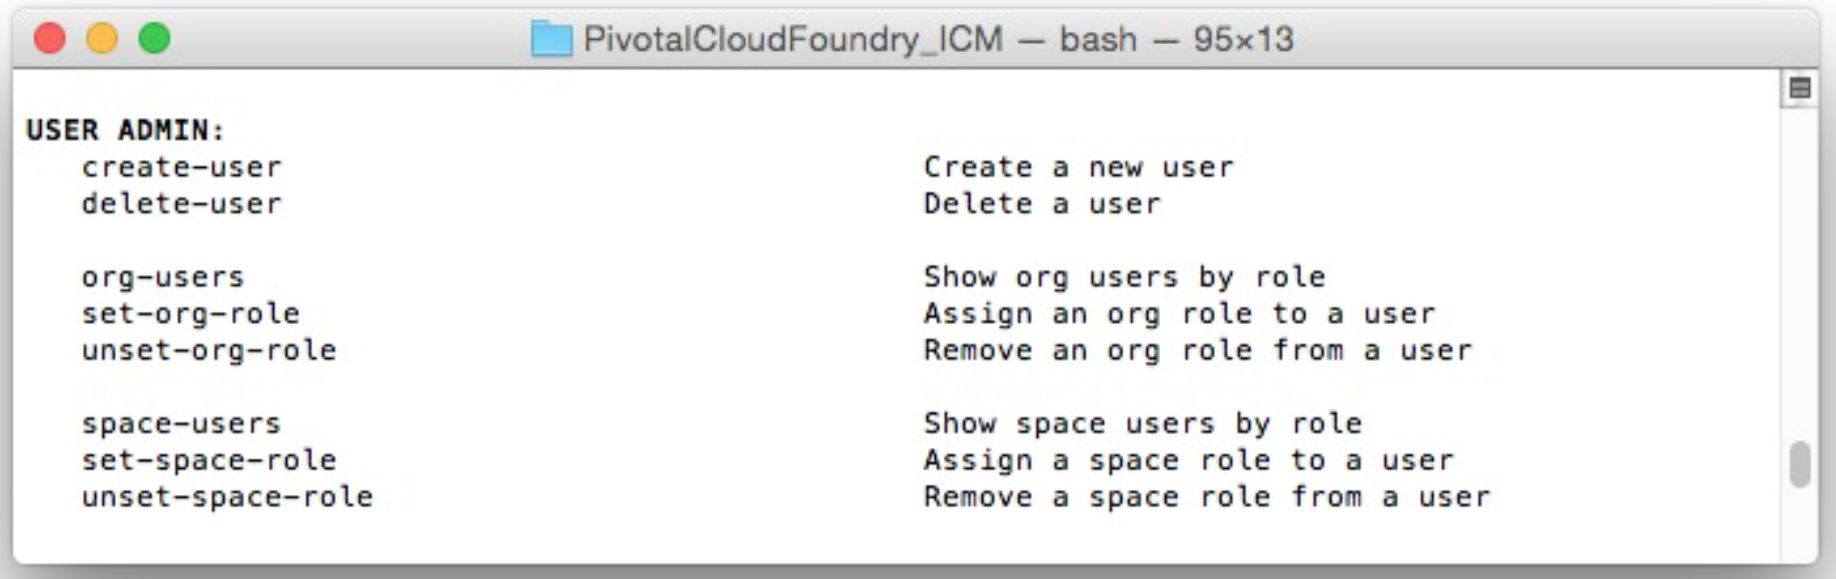 PivotalCloudFoundry_ICM — bash — 95×13
USER ADMIN:
create-user Create a new user
delete-user Delete a user
org-users Show org users by role
set-org-role Assign an org role to a user
unset-org-role Remove an org role from a user
space-users Show space users by role
set-space-role Assign a space role to a user
unset-space-role Remove a space role from a user